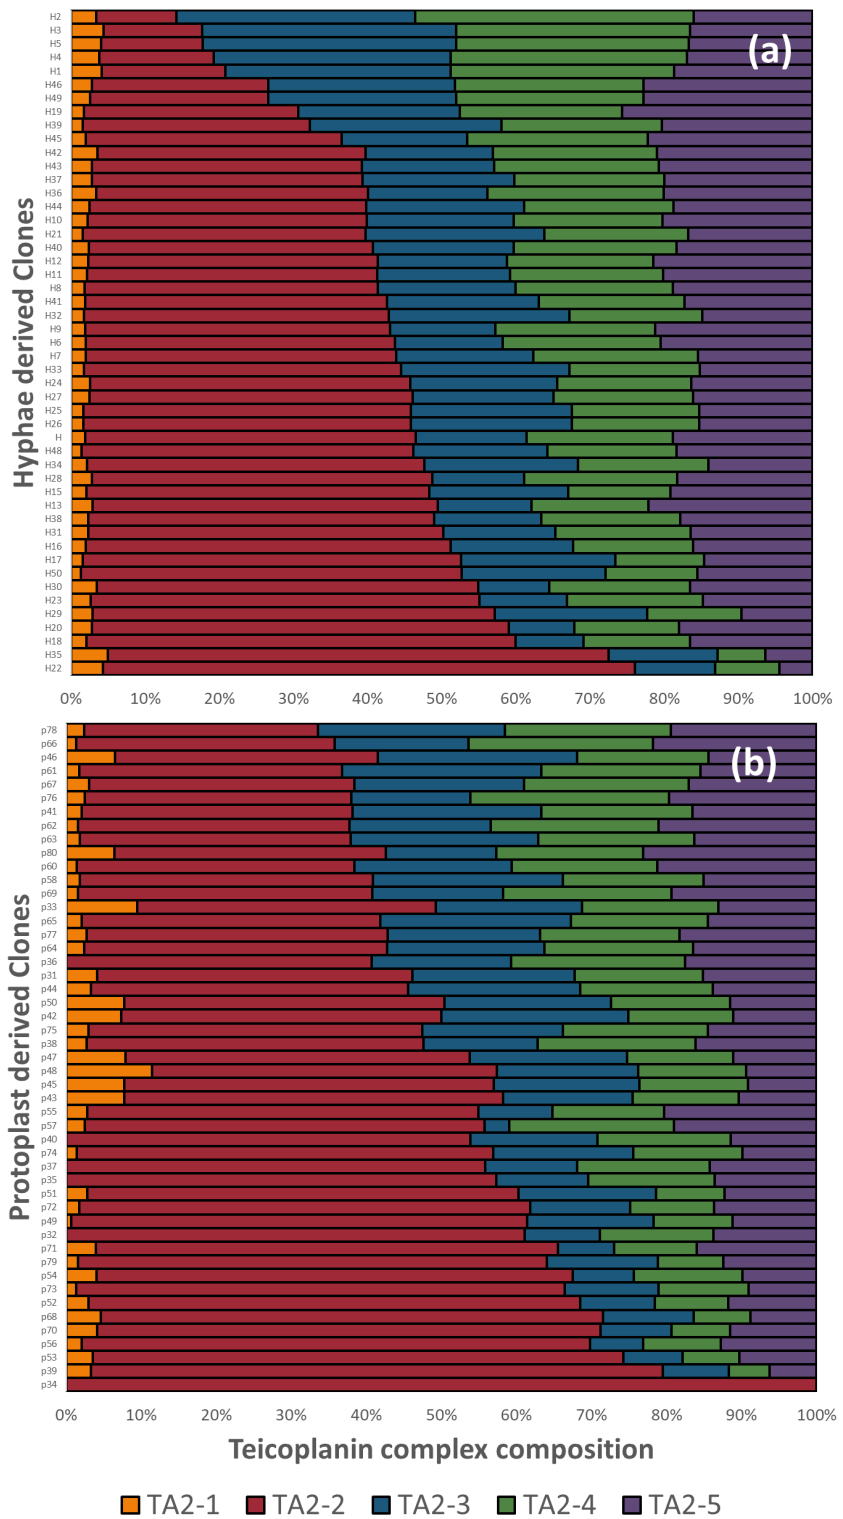 (a)
Hyphae derived Clones
H2
H3
H5
H4
H1
H46
H49
H19
H39
H45
H42
H43
H37
H36
H44
H10
H21
H40
H12
H11
H8
H41
H32
H9
H6
H7
H33
H24
H27
H25
H26
H
H48
H34
H28
H15
H13
H38
H31
H16
H17
H50
H30
H23
H29
H20
H18
H35
H22
0% 10% 20% 30% 40% 50% 60% 70% 80% 90% 100%
(b)
Protoplast derived Clones
p78
p66
p46
p61
p67
p76
p41
p62
p63
p80
p60
p58
p69
p33
p65
p77
p64
p36
p31
p44
p50
p42
p75
p38
p47
p48
p45
p43
p55
p57
p40
p74
p37
p35
p51
p72
p49
p32
p71
p79
p54
p73
p52
p68
p70
p56
p53
p39
p34
0% 10% 20% 30% 40% 50% 60% 70% 80% 90% 100%
Teicoplanin complex composition
TA2-1 TA2-2 TA2-3 TA2-4 TA2-5